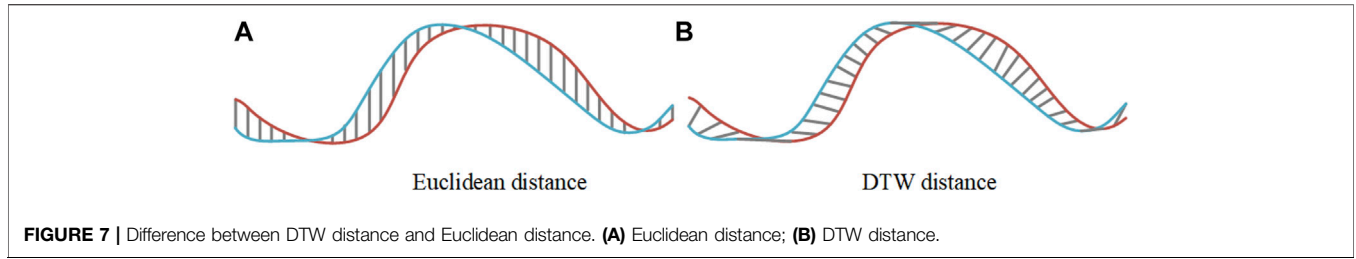 A
B
Euclidean distance
DTW distance
FIGURE 7 | Difference between DTW distance and Euclidean distance. (A) Euclidean distance; (B) DTW distance.